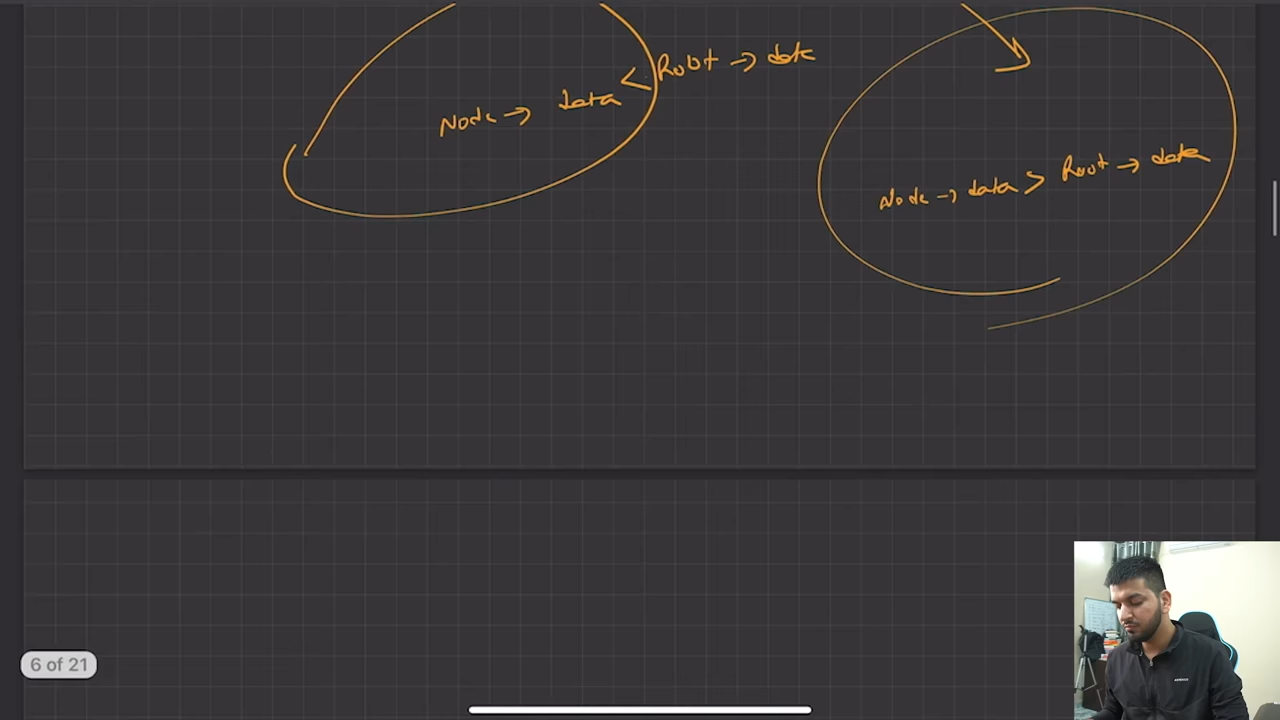 Node → data < Root → data
Node → data > Root → data
6 of 21